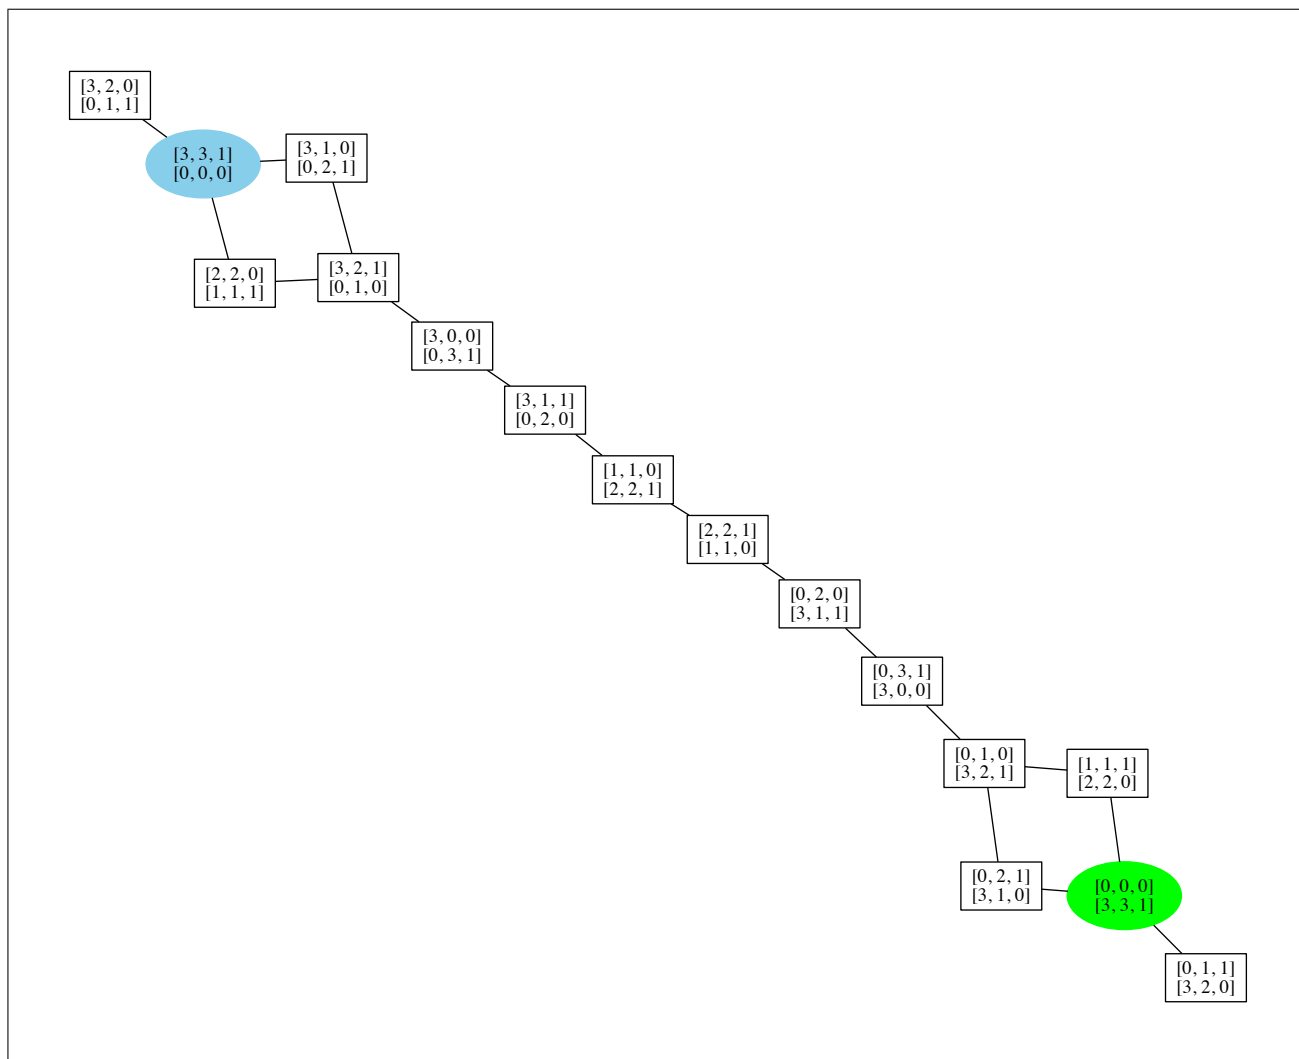 [3, 2, 0]
[0, 1, 1]
[3, 3, 1]
[0, 0, 0]
[3, 1, 0]
[0, 2, 1]
[2, 2, 0]
[1, 1, 1]
[3, 2, 1]
[0, 1, 0]
[3, 0, 0]
[0, 3, 1]
[3, 1, 1]
[0, 2, 0]
[1, 1, 0]
[2, 2, 1]
[2, 2, 1]
[1, 1, 0]
[0, 2, 0]
[3, 1, 1]
[0, 3, 1]
[3, 0, 0]
[0, 1, 0]
[3, 2, 1]
[1, 1, 1]
[2, 2, 0]
[0, 2, 1]
[3, 1, 0]
[0, 0, 0]
[3, 3, 1]
[0, 1, 1]
[3, 2, 0]